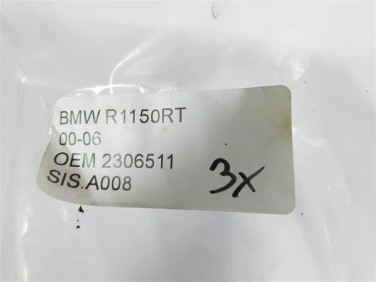 BMW R1150RT
00-06
OEM 2306511
SIS.A008
3x